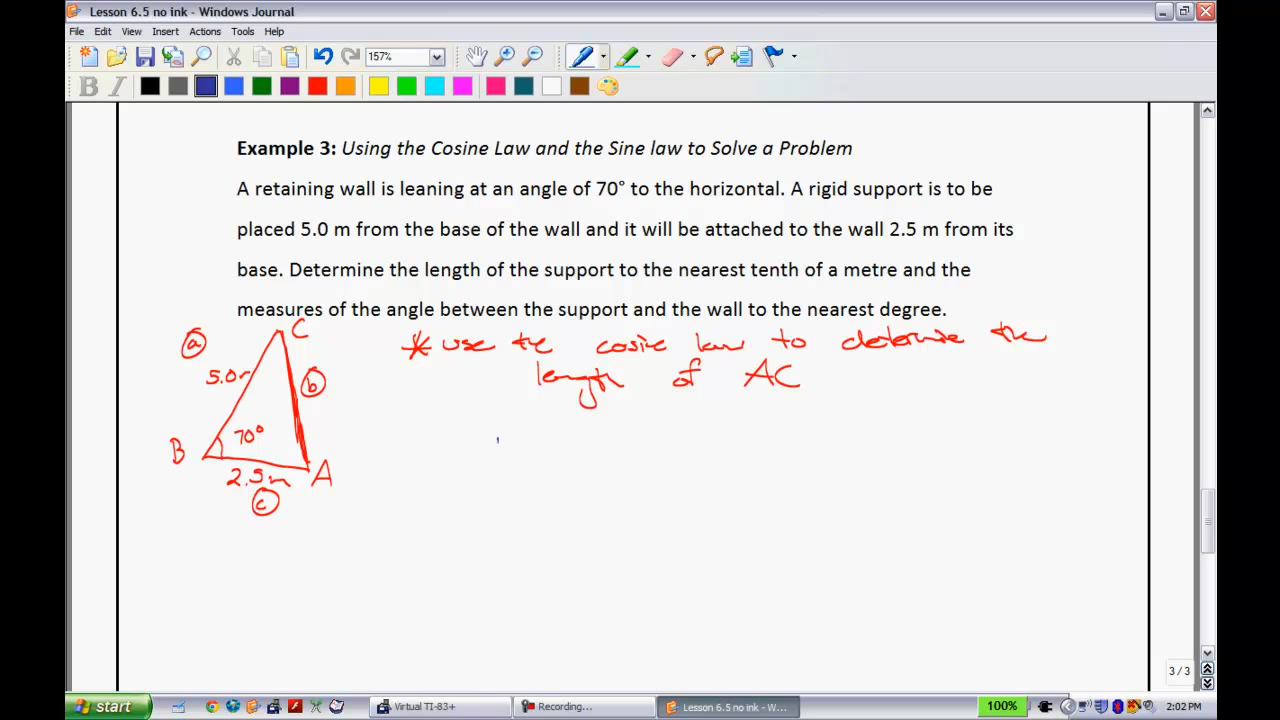 Lesson 6.5 no ink - Windows Journal
File Edit View Insert Actions Tools Help
157%
B I
Example 3: Using the Cosine Law and the Sine law to Solve a Problem
A retaining wall is leaning at an angle of 70° to the horizontal. A rigid support is to be
placed 5.0 m from the base of the wall and it will be attached to the wall 2.5 m from its
base. Determine the length of the support to the nearest tenth of a metre and the
measures of the angle between the support and the wall to the nearest degree.
* use the cosine law to determine the
length of AC
a
C
5.0m
b
70°
B
2.5m
A
c
3 / 3
start
Virtual TI-83+
Recording...
Lesson 6.5 no ink - W...
100%
2:02 PM